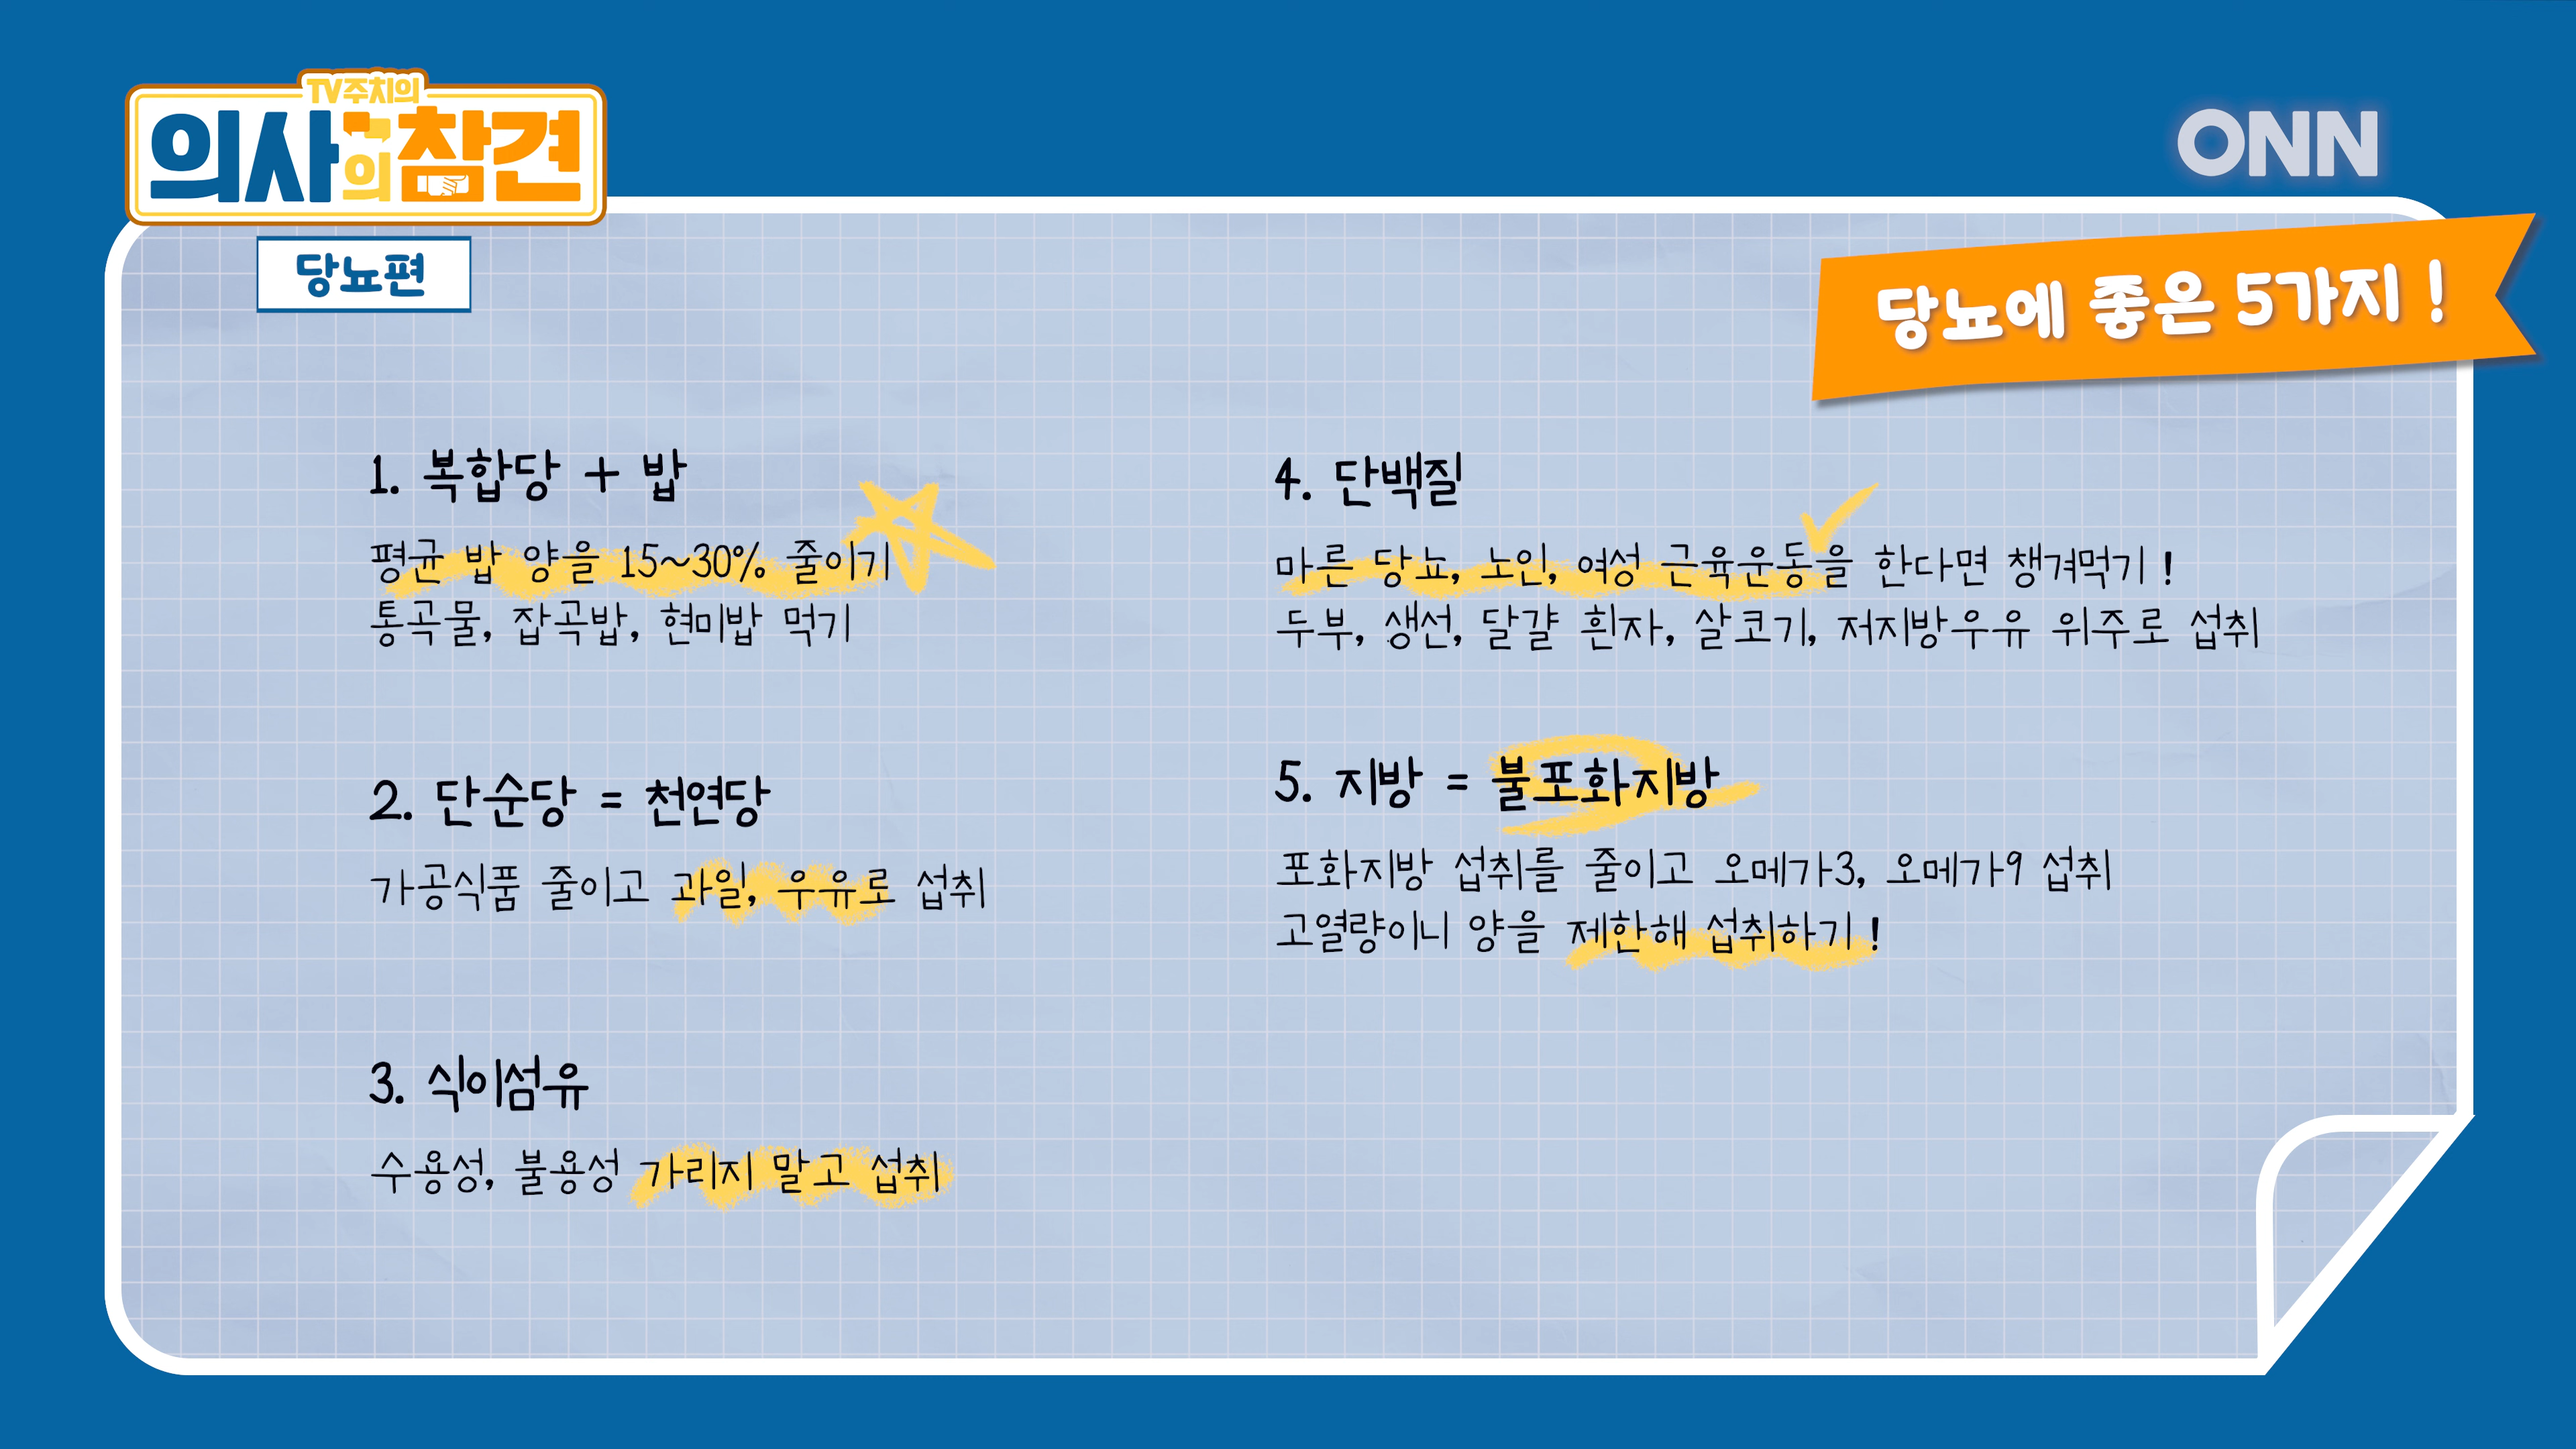 TV주치의
의사의 참견
ONN
당뇨편
당뇨에 좋은 5가지 !
1. 복합당 + 밥
평균 밥 양을 15~30% 줄이기
통곡물, 잡곡밥, 현미밥 먹기
2. 단순당 = 천연당
가공식품 줄이고 과일, 우유로 섭취
3. 식이섬유
수용성, 불용성 가리지 말고 섭취
4. 단백질
마른 당뇨, 노인, 여성 근육운동을 한다면 챙겨먹기 !
두부, 생선, 달걀 흰자, 살코기, 저지방우유 위주로 섭취
5. 지방 = 불포화지방
포화지방 섭취를 줄이고 오메가3, 오메가9 섭취
고열량이니 양을 제한해 섭취하기 !